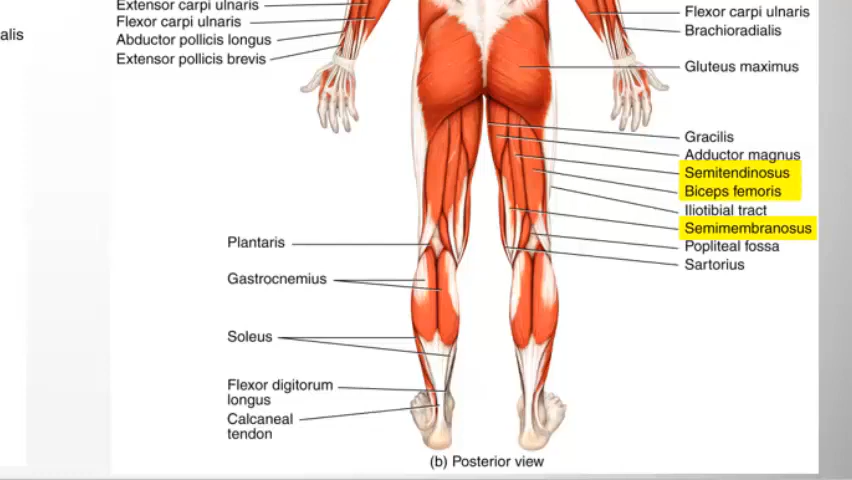 Extensor carpi ulnaris
Flexor carpi ulnaris
Abductor pollicis longus
Extensor pollicis brevis
alis
Flexor carpi ulnaris
Brachioradialis
Gluteus maximus
Gracilis
Adductor magnus
Semitendinosus
Biceps femoris
Iliotibial tract
Semimembranosus
Popliteal fossa
Sartorius
Plantaris
Gastrocnemius
Soleus
Flexor digitorum
longus
Calcaneal
tendon
(b) Posterior view